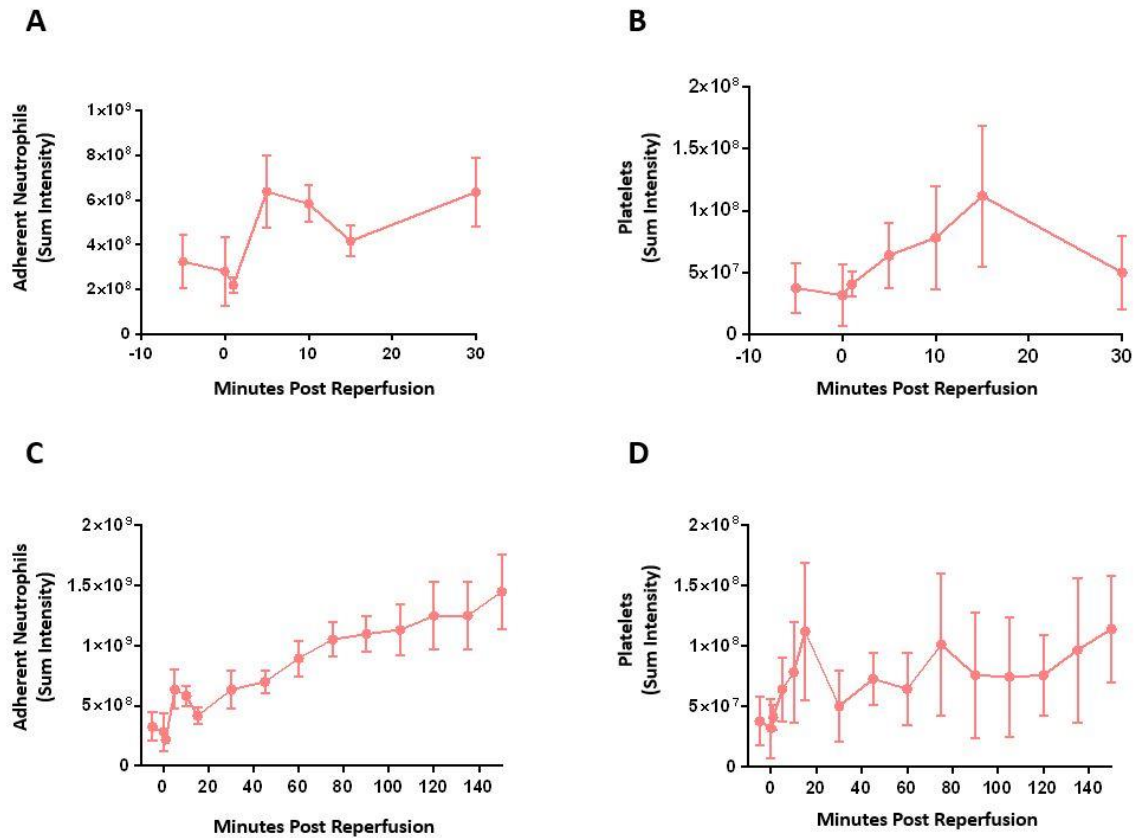 A
Adherent Neutrophils
(Sum Intensity)
1×10⁹
8×10⁸
6×10⁸
4×10⁸
2×10⁸
0
-10 0 10 20 30
Minutes Post Reperfusion
B
Platelets
(Sum Intensity)
2×10⁸
1.5×10⁸
1×10⁸
5×10⁷
0
-10 0 10 20 30
Minutes Post Reperfusion
C
Adherent Neutrophils
(Sum Intensity)
2×10⁹
1.5×10⁹
1×10⁹
5×10⁸
0
0 20 40 60 80 100 120 140
Minutes Post Reperfusion
D
Platelets
(Sum Intensity)
2×10⁸
1.5×10⁸
1×10⁸
5×10⁷
0
0 20 40 60 80 100 120 140
Minutes Post Reperfusion